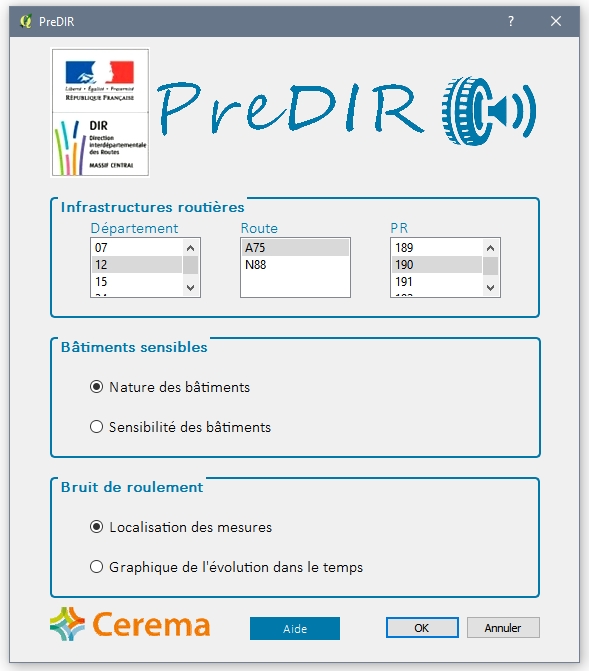 PreDIR
?
Liberté • Égalité • Fraternité
RÉPUBLIQUE FRANÇAISE
DIR
Direction
interdépartementale
des Routes
MASSIF CENTRAL
PreDIR
Infrastructures routières
Département
Route
PR
07
A75
189
12
N88
190
15
191
Bâtiments sensibles
Nature des bâtiments
Sensibilité des bâtiments
Bruit de roulement
Localisation des mesures
Graphique de l'évolution dans le temps
Cerema
Aide
OK
Annuler